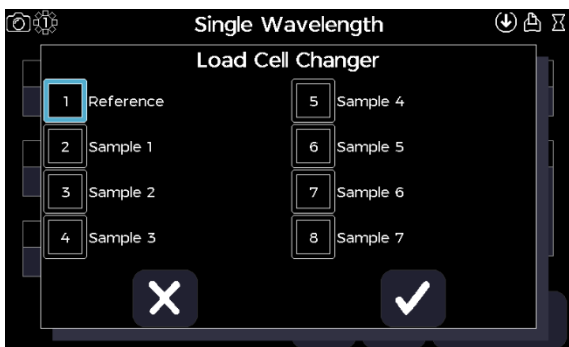 1
Single Wavelength
Load Cell Changer
1 Reference
2 Sample 1
3 Sample 2
4 Sample 3
5 Sample 4
6 Sample 5
7 Sample 6
8 Sample 7